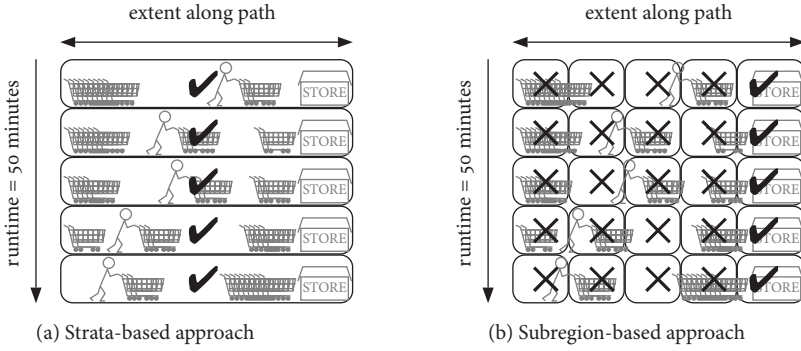 extent along path
runtime = 50 minutes
STORE
STORE
STORE
STORE
STORE
(a) Strata-based approach
extent along path
runtime = 50 minutes
STORE
STORE
STORE
STORE
STORE
(b) Subregion-based approach